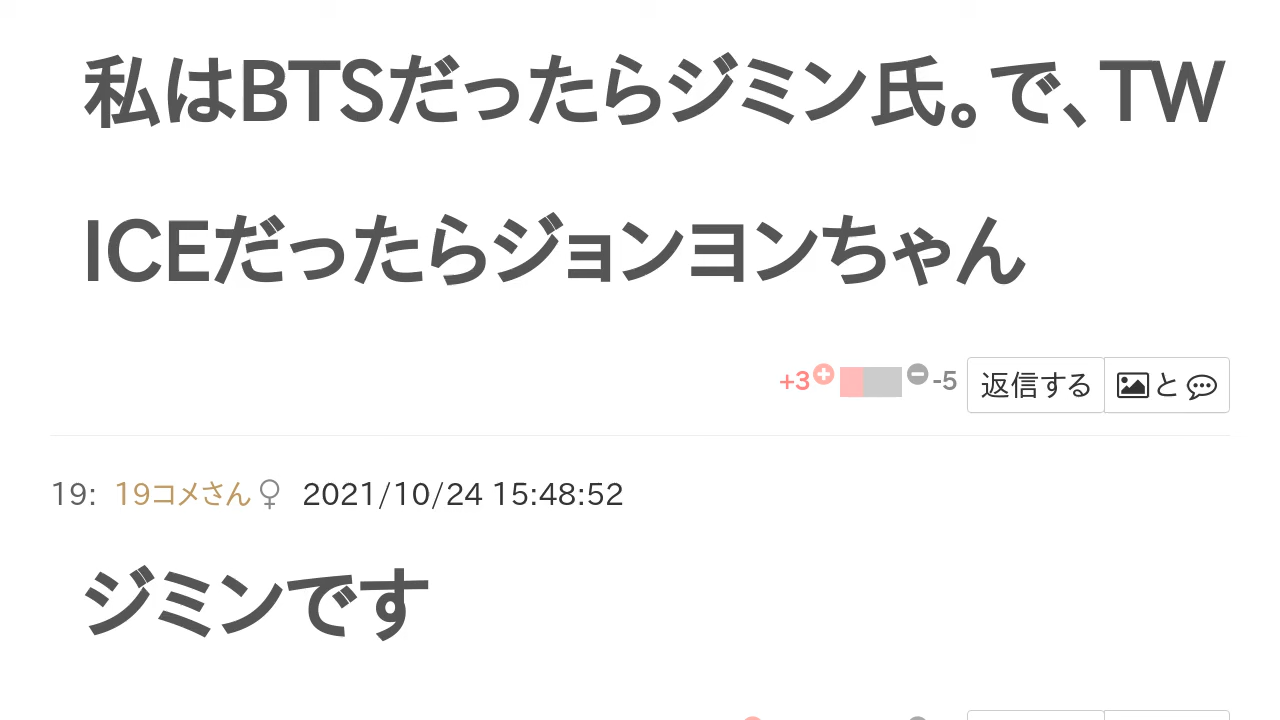 私はBTSだったらジミン氏。で、TW
ICEだったらジョンヨンちゃん
+3 -5 返信する と
19: 19コメさん♀ 2021/10/24 15:48:52
ジミンです